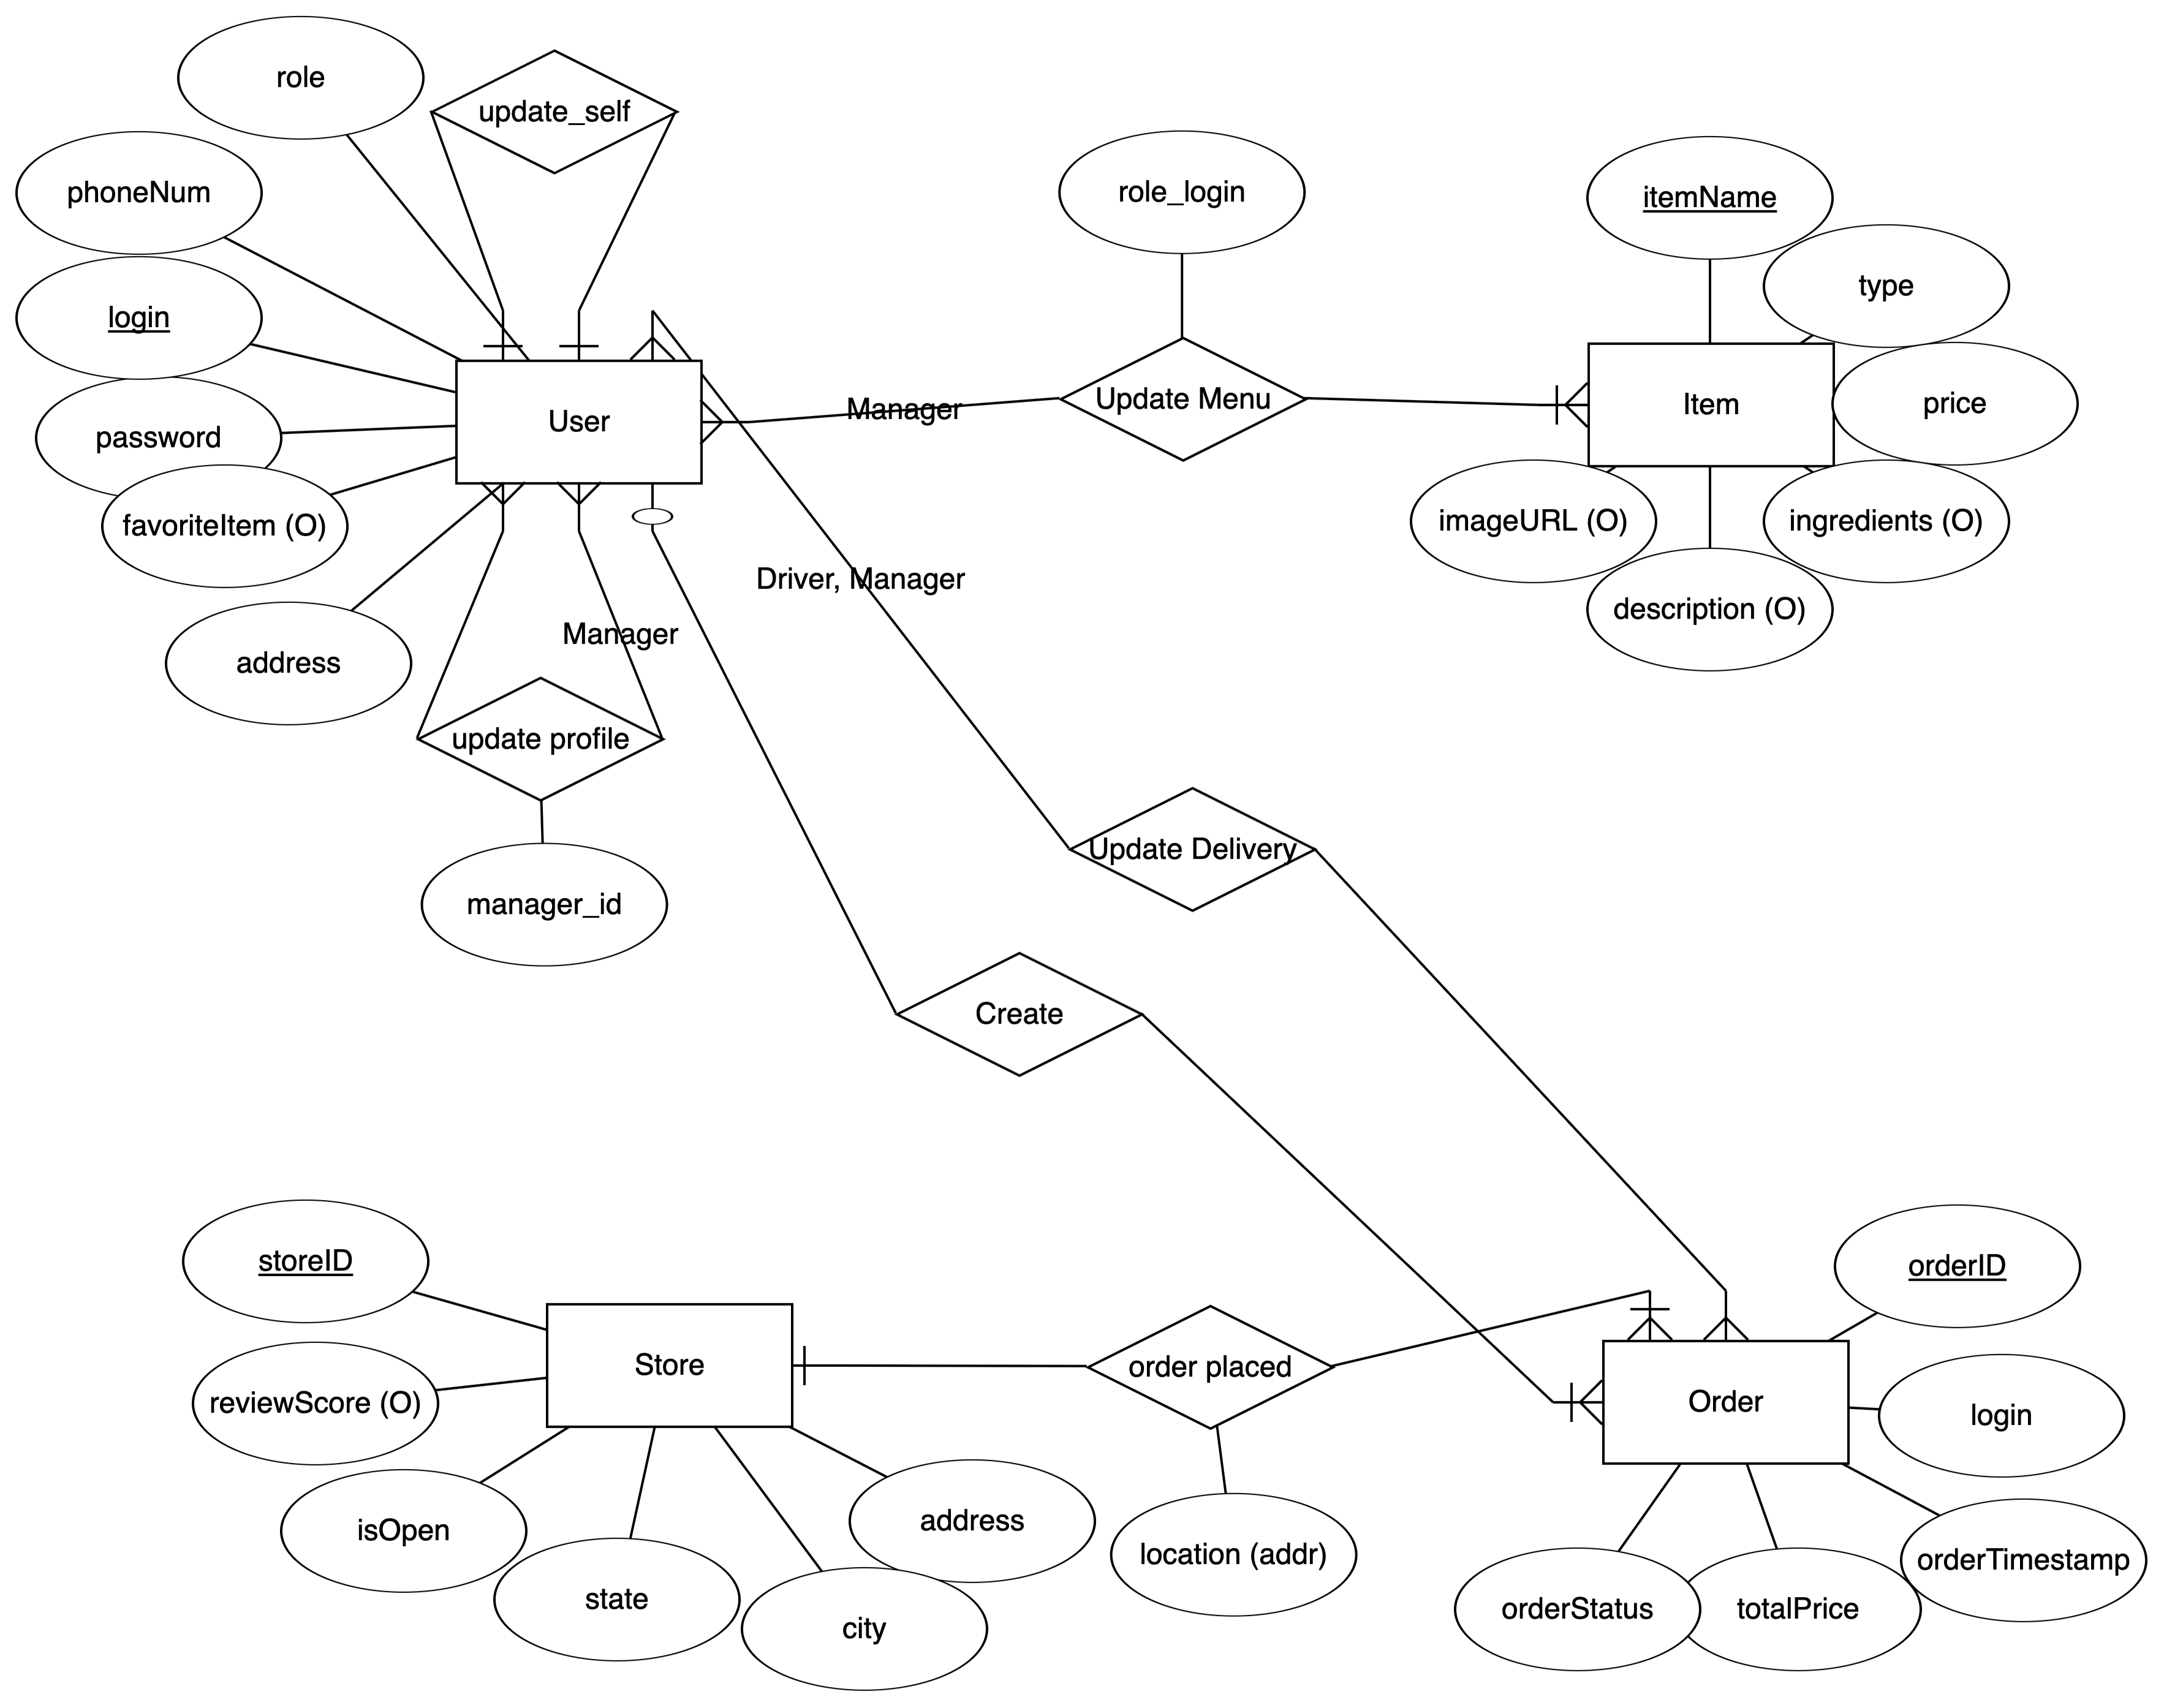 role
update_self
phoneNum
role_login
itemName
login
type
User
Manager
Update Menu
Item
price
password
favoriteItem (O)
imageURL (O)
ingredients (O)
Driver, Manager
description (O)
Manager
address
update profile
Update Delivery
manager_id
Create
storeID
orderID
Store
order placed
Order
reviewScore (O)
login
isOpen
address
location (addr)
orderTimestamp
state
city
orderStatus
totalPrice